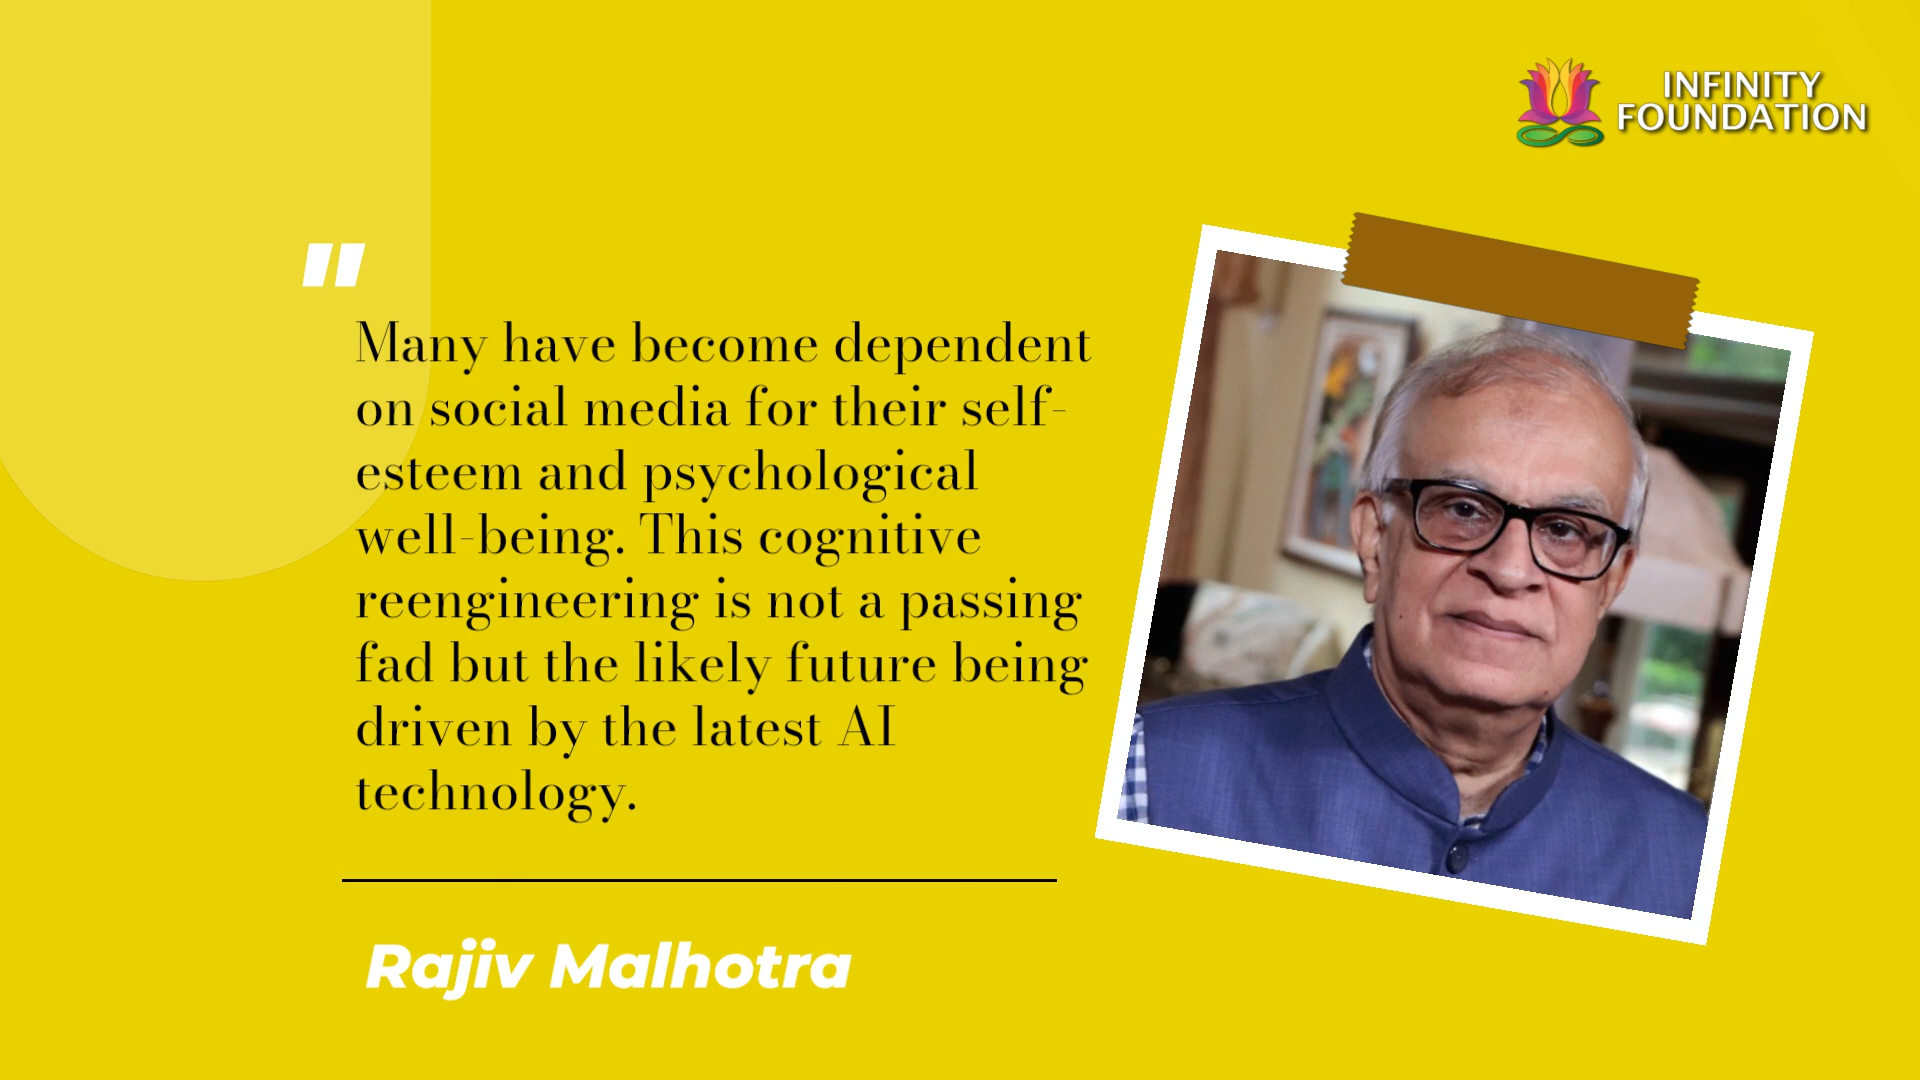 INFINITY
FOUNDATION
"
Many have become dependent
on social media for their self-
esteem and psychological
well-being. This cognitive
reengineering is not a passing
fad but the likely future being
driven by the latest AI
technology.
Rajiv Malhotra